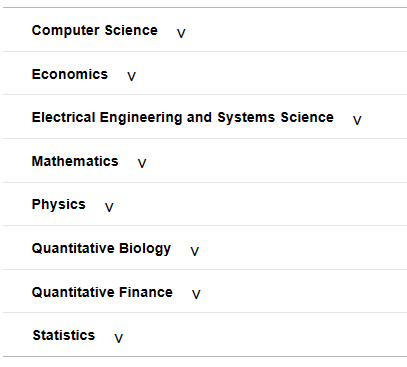 Computer Science v
Economics v
Electrical Engineering and Systems Science v
Mathematics v
Physics v
Quantitative Biology v
Quantitative Finance v
Statistics v